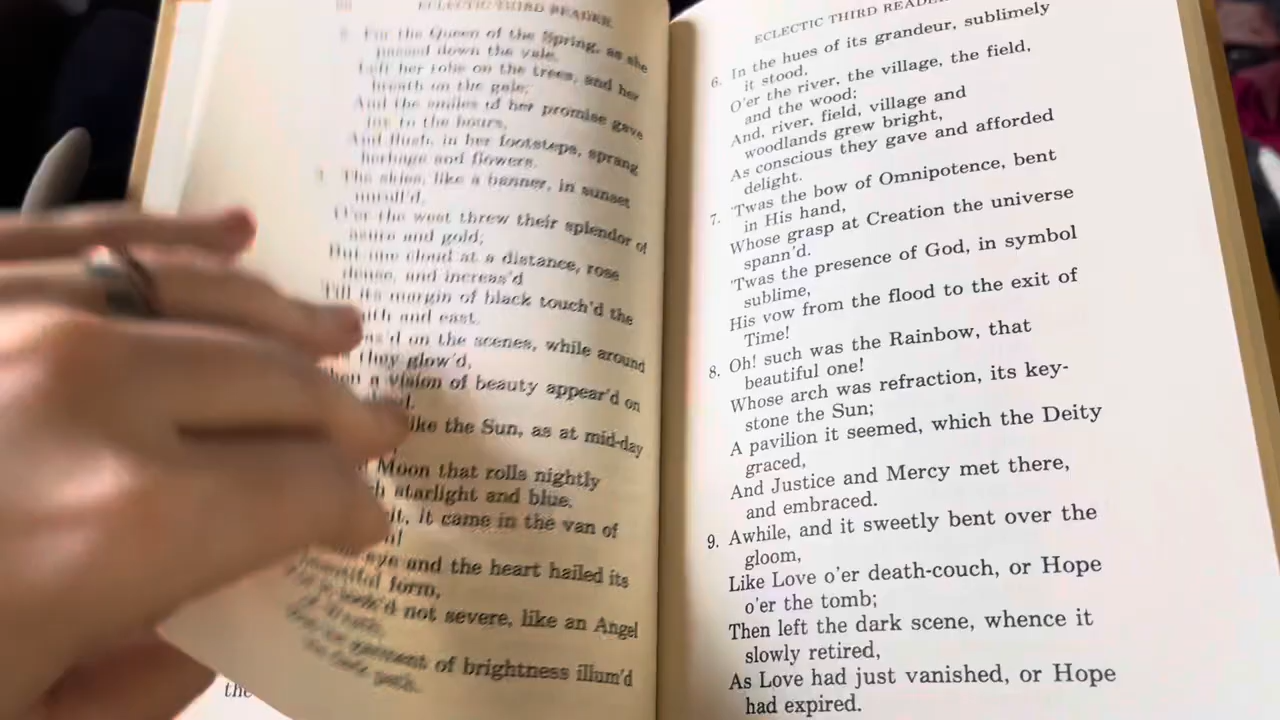 ECLECTIC THIRD READER
For the Queen of the Spring, as she
passed down the vale,
Left her robe on the trees, and her
breath on the gale;
And the smiles of her promise gave
joy to the hours,
And flush in her footsteps, sprang
herbage and flowers.
The skies, like a banner, in sunset
unroll'd,
O'er the west threw their splendor of
azure and gold;
But one cloud at a distance, rose
dense, and increas'd
Till its margin of black touch'd the
and east.
on the scenes, while around
they glow'd,
a vision of beauty appear'd on
like the Sun, as at mid-day
Moon that rolls nightly
starlight and blue.
it, it came in the van of
eye and the heart hailed its
form,
not severe, like an Angel
garment of brightness illum'd
path.
the
ECLECTIC THIRD READER
6. In the hues of its grandeur, sublimely
it stood,
O'er the river, the village, the field,
and the wood;
And, river, field, village and
woodlands grew bright,
As conscious they gave and afforded
delight.
7. 'Twas the bow of Omnipotence, bent
in His hand,
Whose grasp at Creation the universe
spann'd.
'Twas the presence of God, in symbol
sublime,
His vow from the flood to the exit of
Time!
8. Oh! such was the Rainbow, that
beautiful one!
Whose arch was refraction, its key-
stone the Sun;
A pavilion it seemed, which the Deity
graced,
And Justice and Mercy met there,
and embraced.
9. Awhile, and it sweetly bent over the
gloom,
Like Love o'er death-couch, or Hope
o'er the tomb;
Then left the dark scene, whence it
slowly retired,
As Love had just vanished, or Hope
had expired.